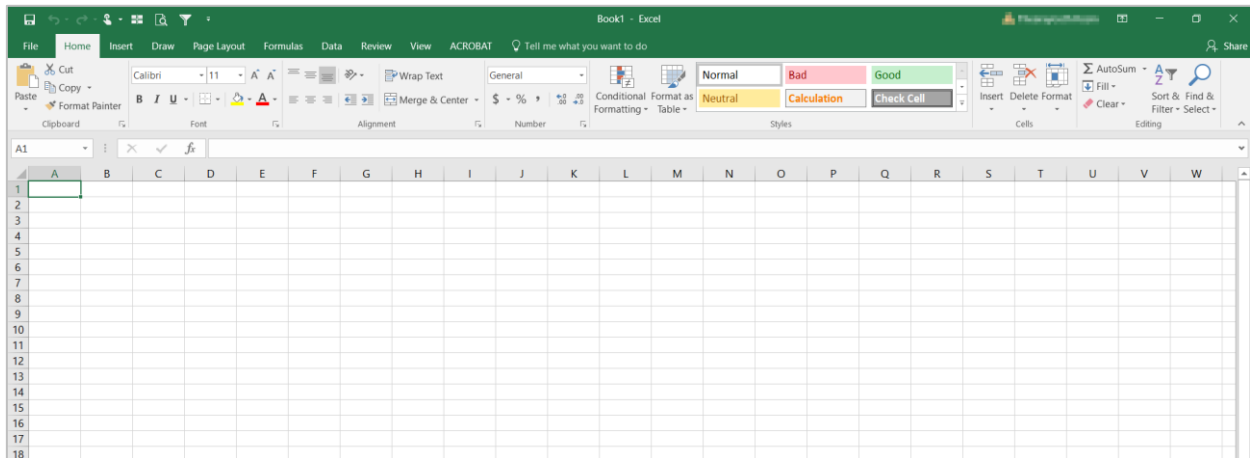 Book1 - Excel
File Home Insert Draw Page Layout Formulas Data Review View ACROBAT Tell me what you want to do Share
Cut Calibri 11 A A Wrap Text General Normal Bad Good AutoSum
Paste Copy Fill
Format Painter B I U A Merge & Center $ % , Conditional Formatting Format as Table Neutral Calculation Check Cell Insert Delete Format Clear Sort & Filter Find & Select
Clipboard Font Alignment Number Styles Cells Editing
A1 fx
A B C D E F G H I J K L M N O P Q R S T U V W
1
2
3
4
5
6
7
8
9
10
11
12
13
14
15
16
17
18